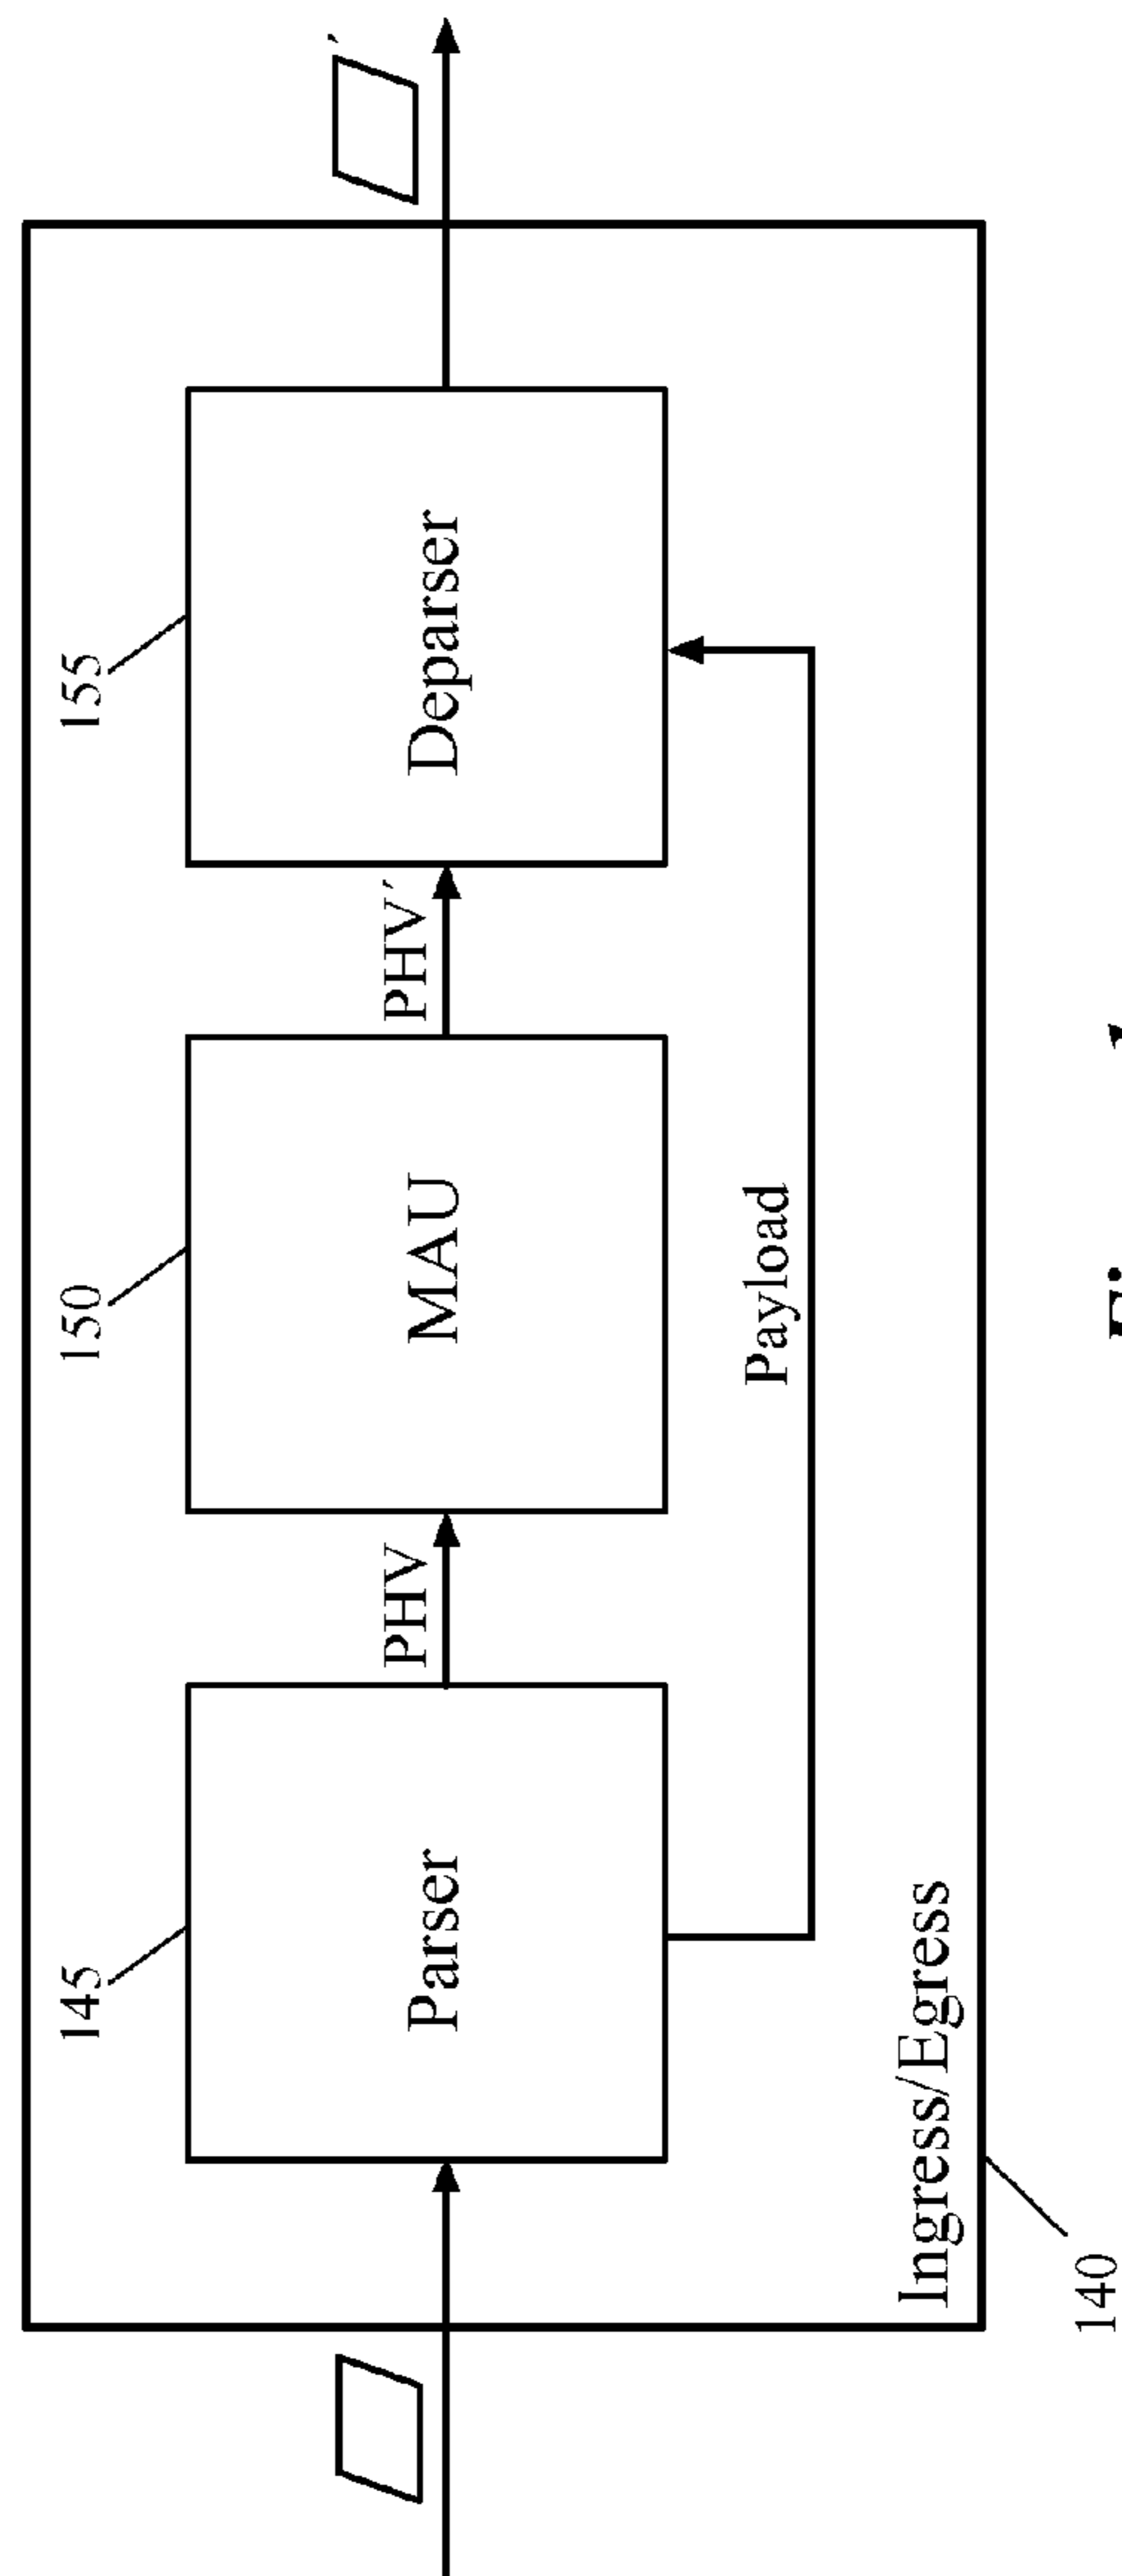 145
150
155
Parser
PHV
MAU
PHV´
Deparser
´
Payload
Ingress/Egress
140